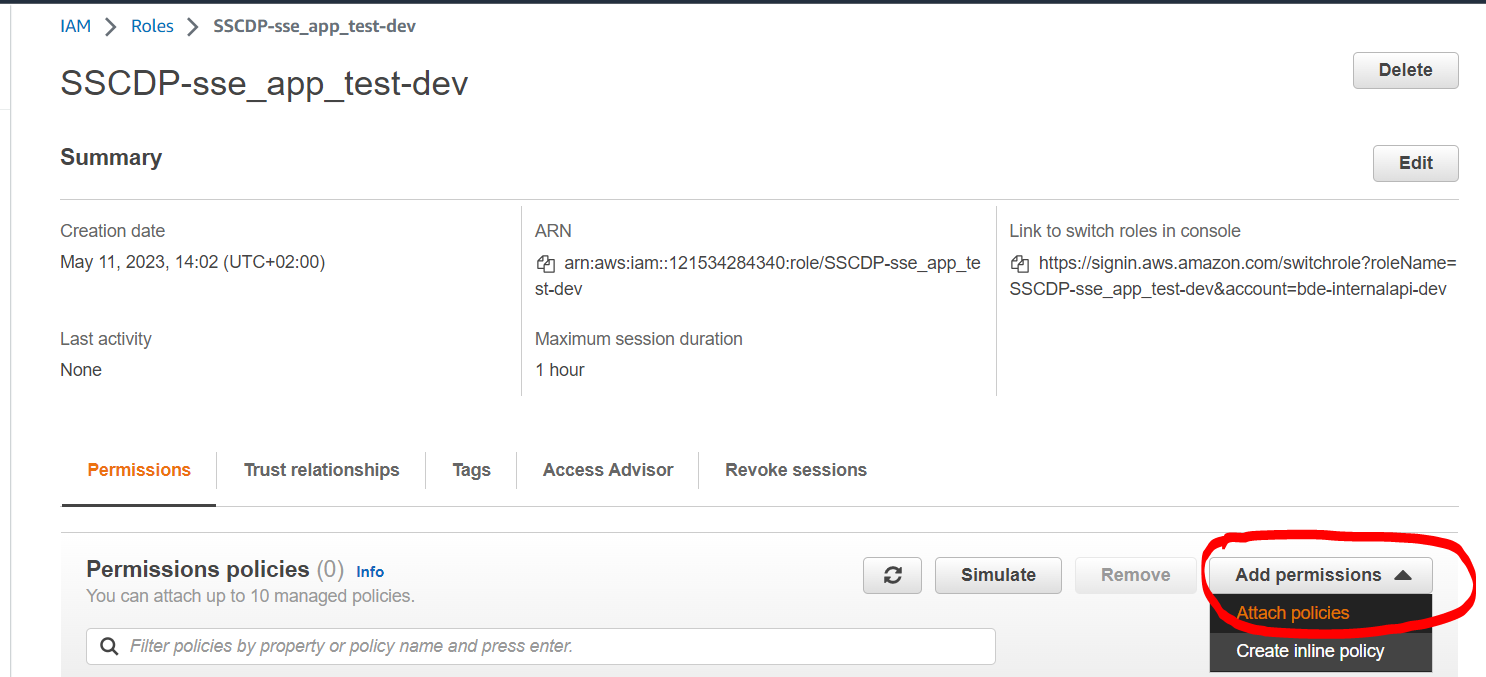 IAM > Roles > SSCDP-sse_app_test-dev
SSCDP-sse_app_test-dev
Delete
Summary
Edit
Creation date
May 11, 2023, 14:02 (UTC+02:00)
ARN
arn:aws:iam::121534284340:role/SSCDP-sse_app_te
st-dev
Link to switch roles in console
https://signin.aws.amazon.com/switchrole?roleName=
SSCDP-sse_app_test-dev&account=bde-internalapi-dev
Last activity
None
Maximum session duration
1 hour
Permissions
Trust relationships
Tags
Access Advisor
Revoke sessions
Permissions policies (0) Info
You can attach up to 10 managed policies.
Simulate
Remove
Add permissions
Attach policies
Create inline policy
Filter policies by property or policy name and press enter.